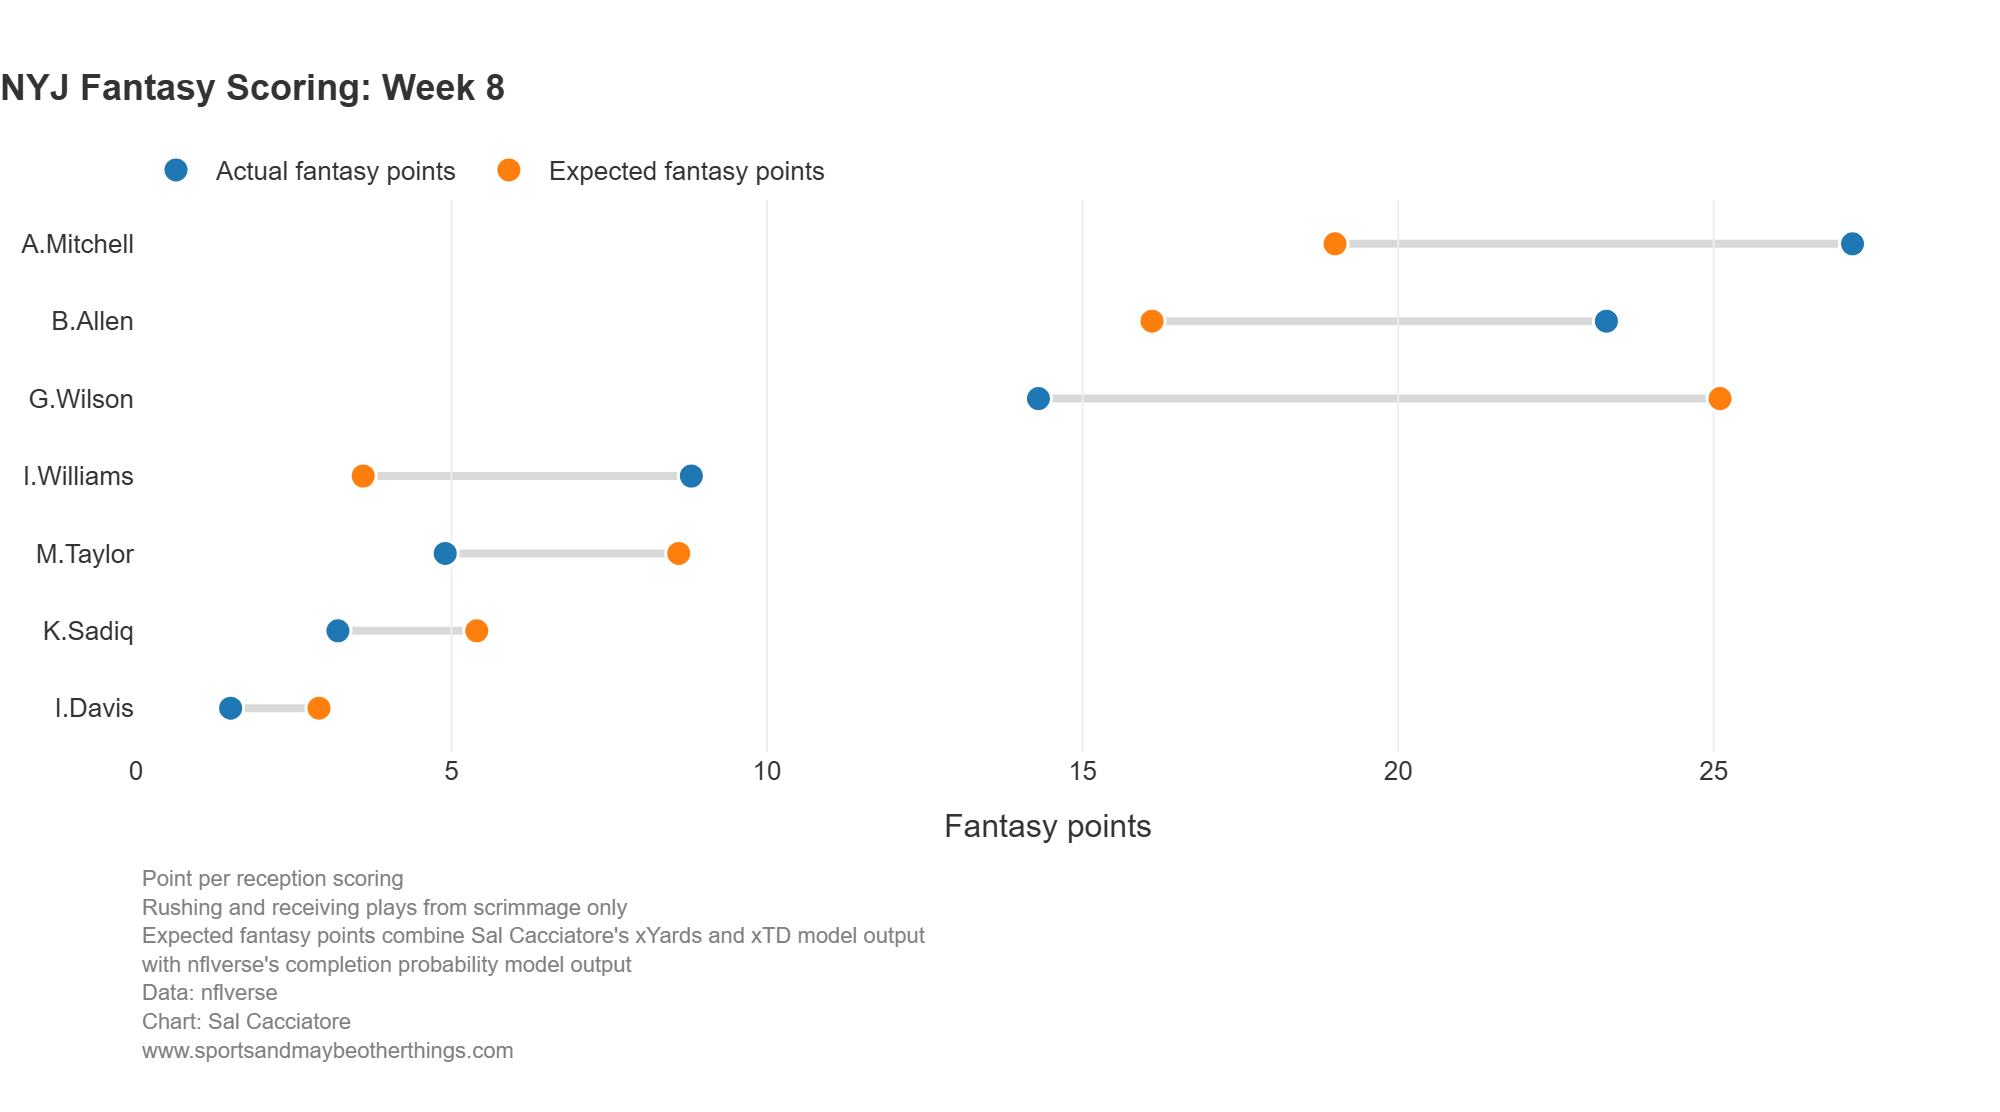 NYJ Fantasy Scoring: Week 8
Actual fantasy points
Expected fantasy points
A.Mitchell
B.Allen
G.Wilson
I.Williams
M.Taylor
K.Sadiq
I.Davis
0 5 10 15 20 25
Fantasy points
Point per reception scoring
Rushing and receiving plays from scrimmage only
Expected fantasy points combine Sal Cacciatore's xYards and xTD model output
with nflverse's completion probability model output
Data: nflverse
Chart: Sal Cacciatore
www.sportsandmaybeotherthings.com